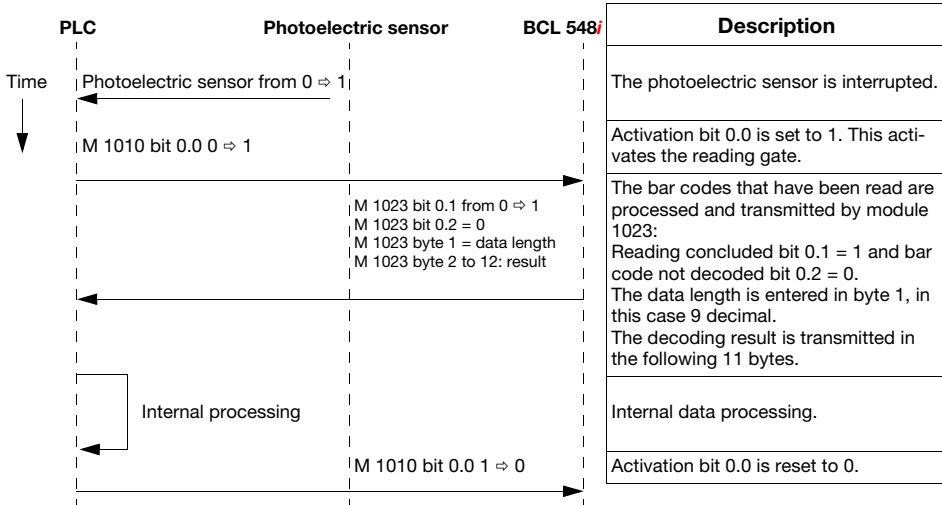 PLC
Photoelectric sensor
BCL 548i
Description
Time
Photoelectric sensor from 0 ⇨ 1
The photoelectric sensor is interrupted.
M 1010 bit 0.0 0 ⇨ 1
Activation bit 0.0 is set to 1. This acti-
vates the reading gate.
M 1023 bit 0.1 from 0 ⇨ 1
M 1023 bit 0.2 = 0
M 1023 byte 1 = data length
M 1023 byte 2 to 12: result
The bar codes that have been read are
processed and transmitted by module
1023:
Reading concluded bit 0.1 = 1 and bar
code not decoded bit 0.2 = 0.
The data length is entered in byte 1, in
this case 9 decimal.
The decoding result is transmitted in
the following 11 bytes.
Internal processing
Internal data processing.
M 1010 bit 0.0 1 ⇨ 0
Activation bit 0.0 is reset to 0.